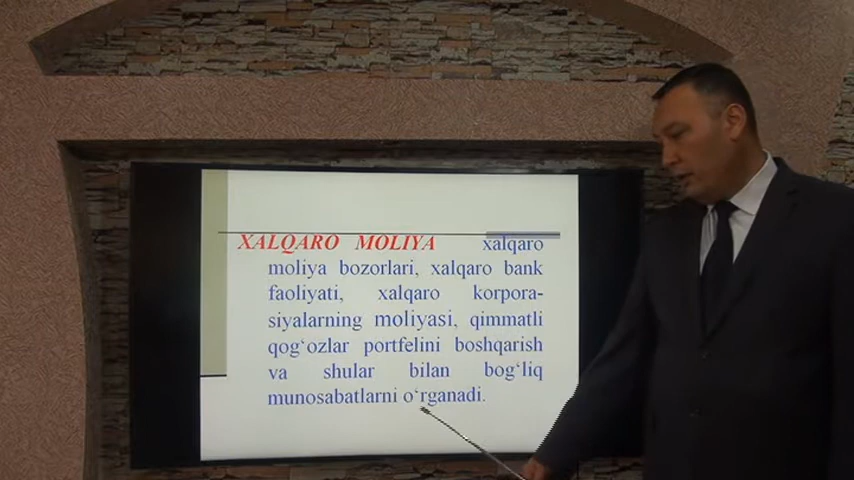 XALQARO MOLIYA xalqaro
moliya bozorlari, xalqaro bank
faoliyati, xalqaro korpora-
siyalarning moliyasi, qimmatli
qog‘ozlar portfelini boshqarish
va shular bilan bog‘liq
munosabatlarni o‘rganadi.